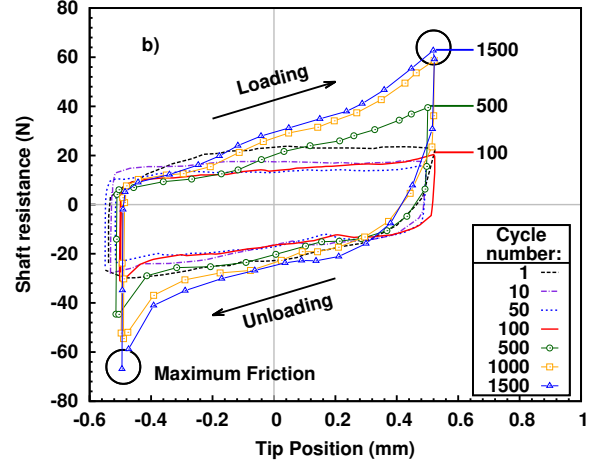 b)
80
60
40
20
0
-20
-40
-60
-80
Shaft resistance (N)
Loading
Unloading
Maximum Friction
1500
500
100
Cycle
number:
1
10
50
100
500
1000
1500
-0.6 -0.4 -0.2 0 0.2 0.4 0.6 0.8 1
Tip Position (mm)